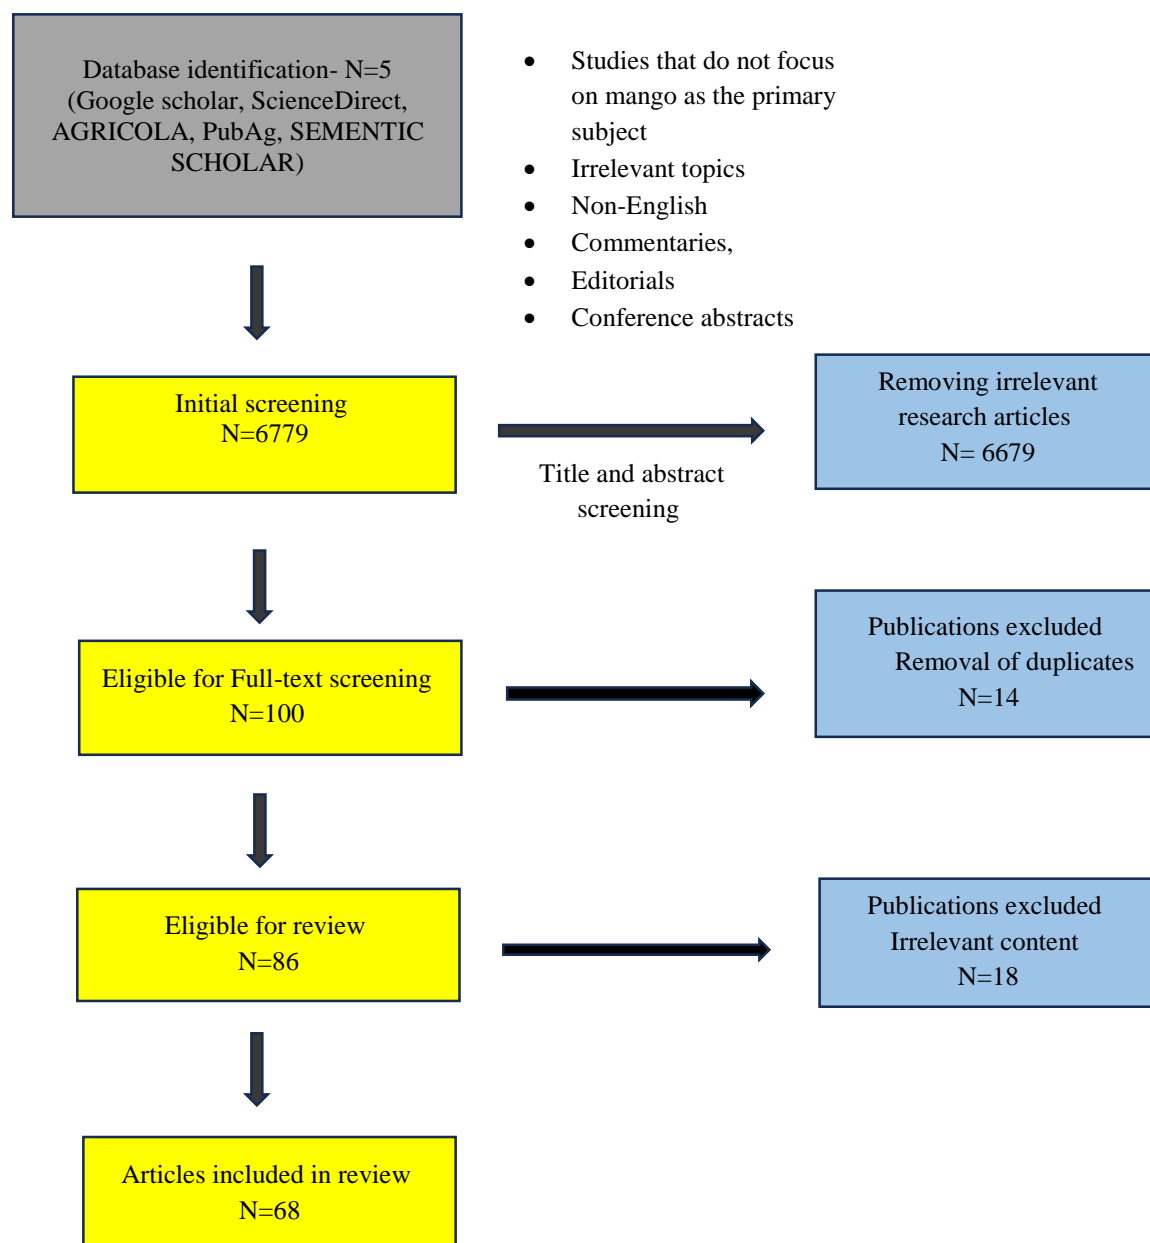 Database identification- N=5
(Google scholar, ScienceDirect,
AGRICOLA, PubAg, SEMENTIC
SCHOLAR)
• Studies that do not focus
on mango as the primary
subject
• Irrelevant topics
• Non-English
• Commentaries,
• Editorials
• Conference abstracts
Initial screening
N=6779
Title and abstract
screening
Removing irrelevant
research articles
N= 6679
Eligible for Full-text screening
N=100
Publications excluded
Removal of duplicates
N=14
Eligible for review
N=86
Publications excluded
Irrelevant content
N=18
Articles included in review
N=68